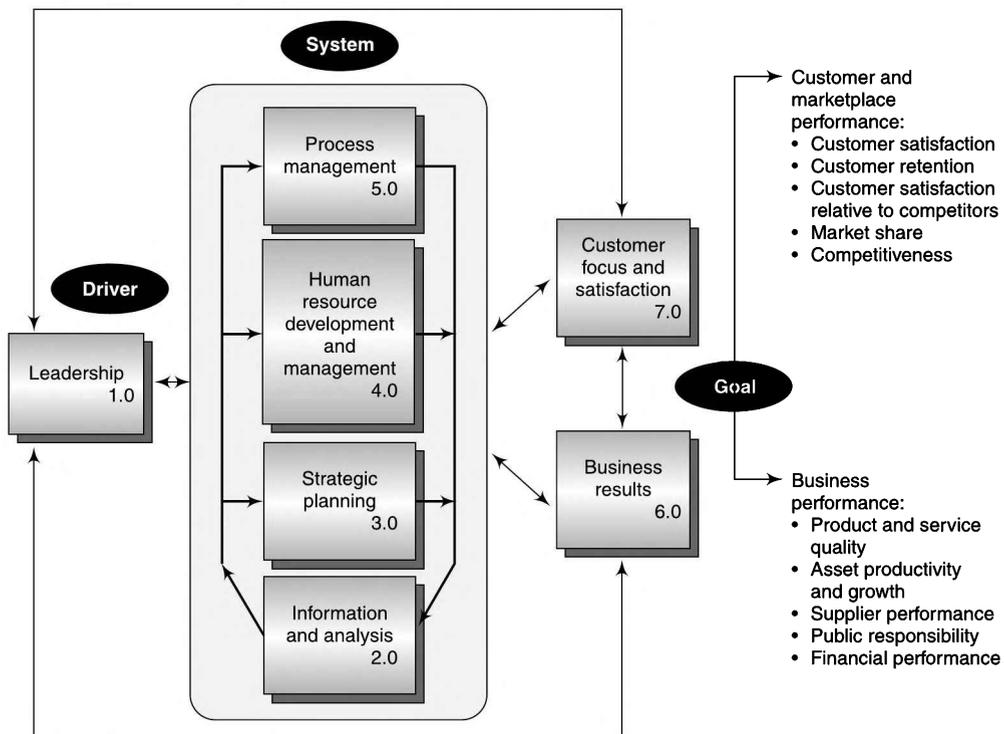 System
Process
management
5.0
Human
resource
development
and
management
4.0
Strategic
planning
3.0
Information
and analysis
2.0
Driver
Leadership
1.0
Customer
focus and
satisfaction
7.0
Business
results
6.0
Goal
Customer and
marketplace
performance:
• Customer satisfaction
• Customer retention
• Customer satisfaction
relative to competitors
• Market share
• Competitiveness
Business
performance:
• Product and service
quality
• Asset productivity
and growth
• Supplier performance
• Public responsibility
• Financial performance